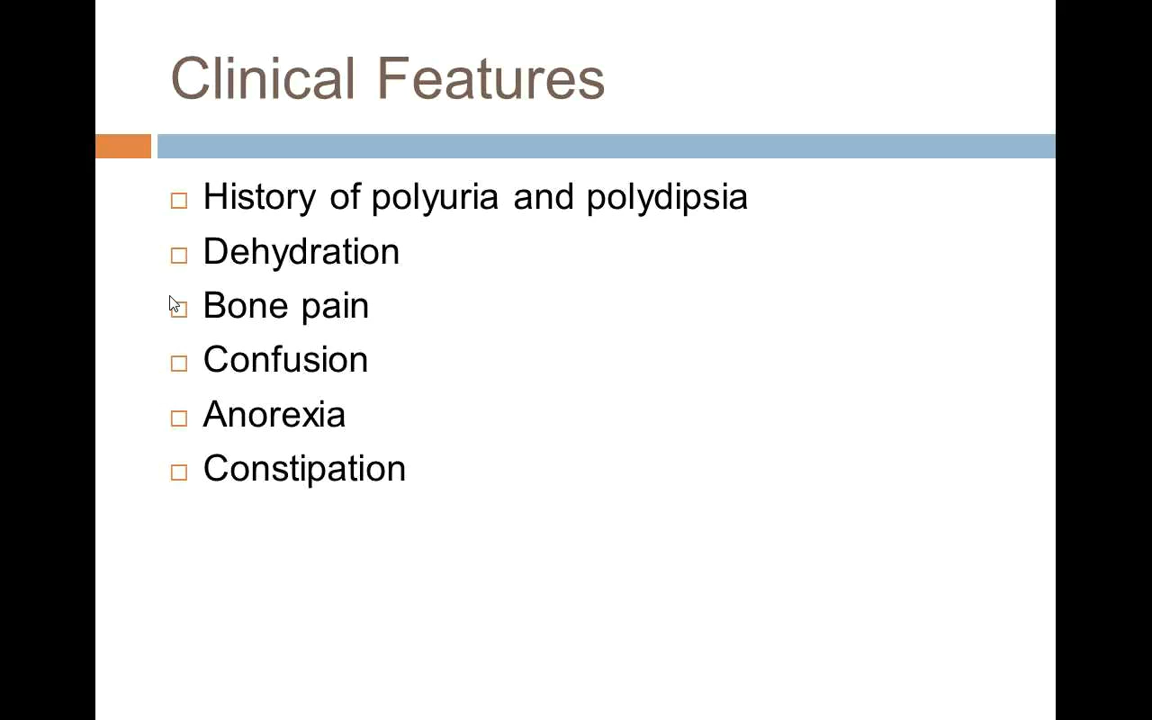 Clinical Features
History of polyuria and polydipsia
Dehydration
Bone pain
Confusion
Anorexia
Constipation